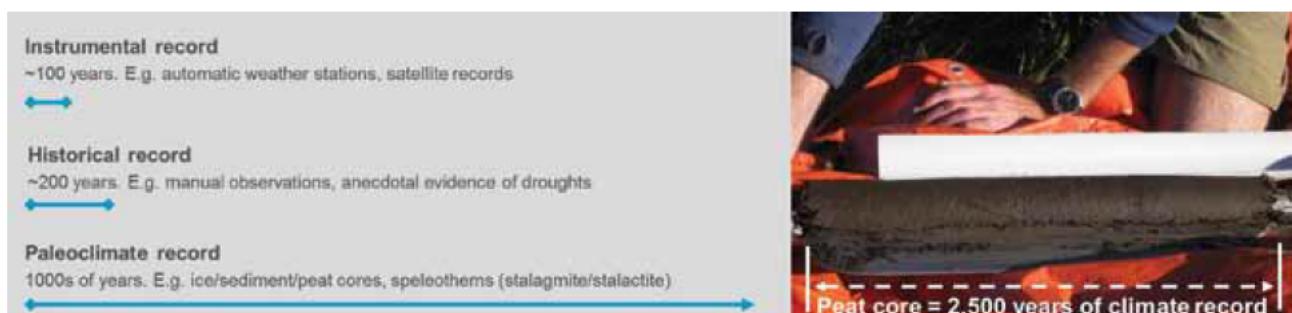 Instrumental record
~100 years. E.g. automatic weather stations, satellite records
Historical record
~200 years. E.g. manual observations, anecdotal evidence of droughts
Paleoclimate record
1000s of years. E.g. ice/sediment/peat cores, speleothems (stalagmite/stalactite)
Peat core = 2,500 years of climate record